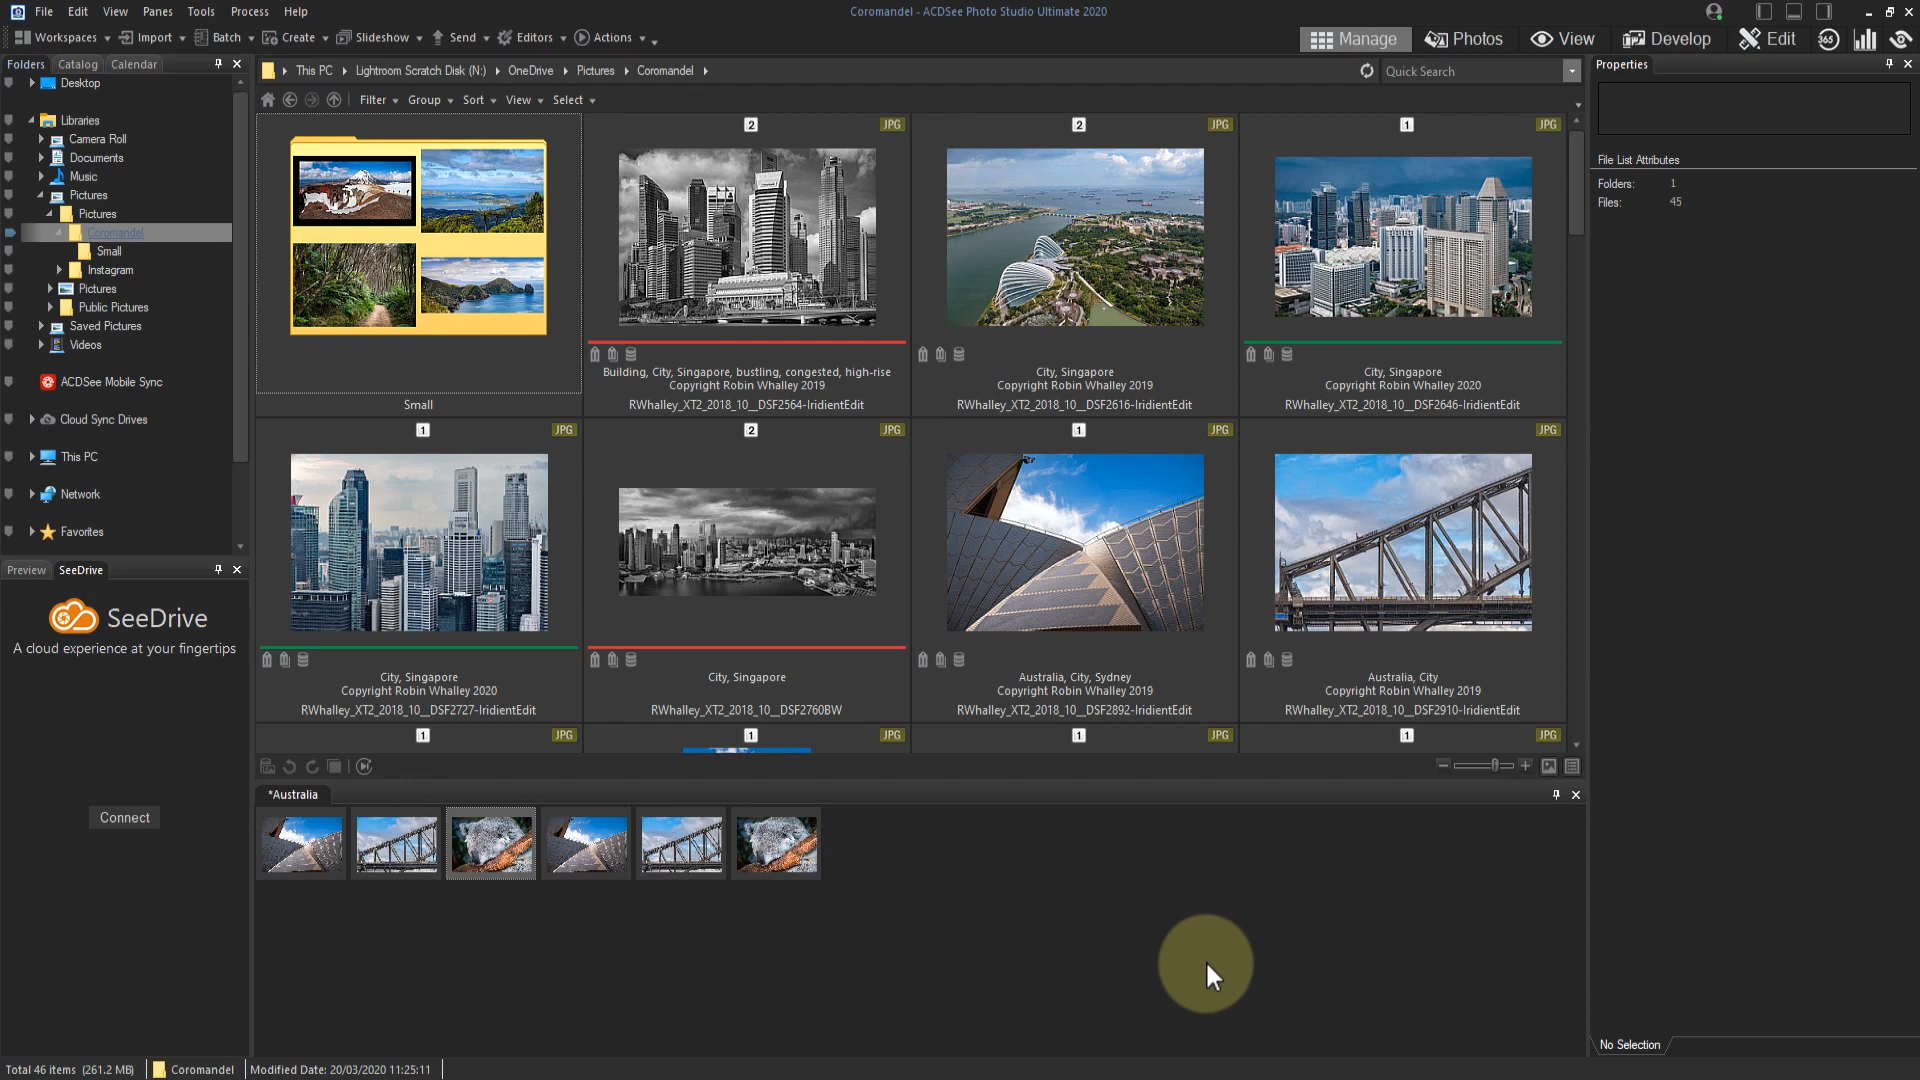 File Edit View Panes Tools Process Help
Coromandel - ACDSee Photo Studio Ultimate 2020
Workspaces Import Batch Create Slideshow Send Editors Actions
Manage Photos View Develop Edit 365
Folders Catalog Calendar
This PC Lightroom Scratch Disk (N:) OneDrive Pictures Coromandel
Quick Search
Properties
Filter Group Sort View Select
Desktop
Libraries
Camera Roll
Documents
Music
Pictures
Pictures
Coromandel
Small
Instagram
Pictures
Public Pictures
Saved Pictures
Videos
ACDSee Mobile Sync
Cloud Sync Drives
This PC
Network
Favorites
Small
2 JPG
Building, City, Singapore, bustling, congested, high-rise
Copyright Robin Whalley 2019
RWhalley_XT2_2018_10__DSF2564-IridientEdit
2 JPG
City, Singapore
Copyright Robin Whalley 2019
RWhalley_XT2_2018_10__DSF2616-IridientEdit
1 JPG
City, Singapore
Copyright Robin Whalley 2020
RWhalley_XT2_2018_10__DSF2646-IridientEdit
1 JPG
City, Singapore
Copyright Robin Whalley 2020
RWhalley_XT2_2018_10__DSF2727-IridientEdit
2 JPG
City, Singapore
RWhalley_XT2_2018_10__DSF2760BW
1 JPG
Australia, City, Sydney
Copyright Robin Whalley 2019
RWhalley_XT2_2018_10__DSF2892-IridientEdit
JPG
Australia, City
Copyright Robin Whalley 2019
RWhalley_XT2_2018_10__DSF2910-IridientEdit
1 JPG
1 JPG
1 JPG
1 JPG
File List Attributes
Folders: 1
Files: 45
Preview SeeDrive
SeeDrive
A cloud experience at your fingertips
Connect
*Australia
No Selection
Total 46 items (261.2 MB) Coromandel Modified Date: 20/03/2020 11:25:11